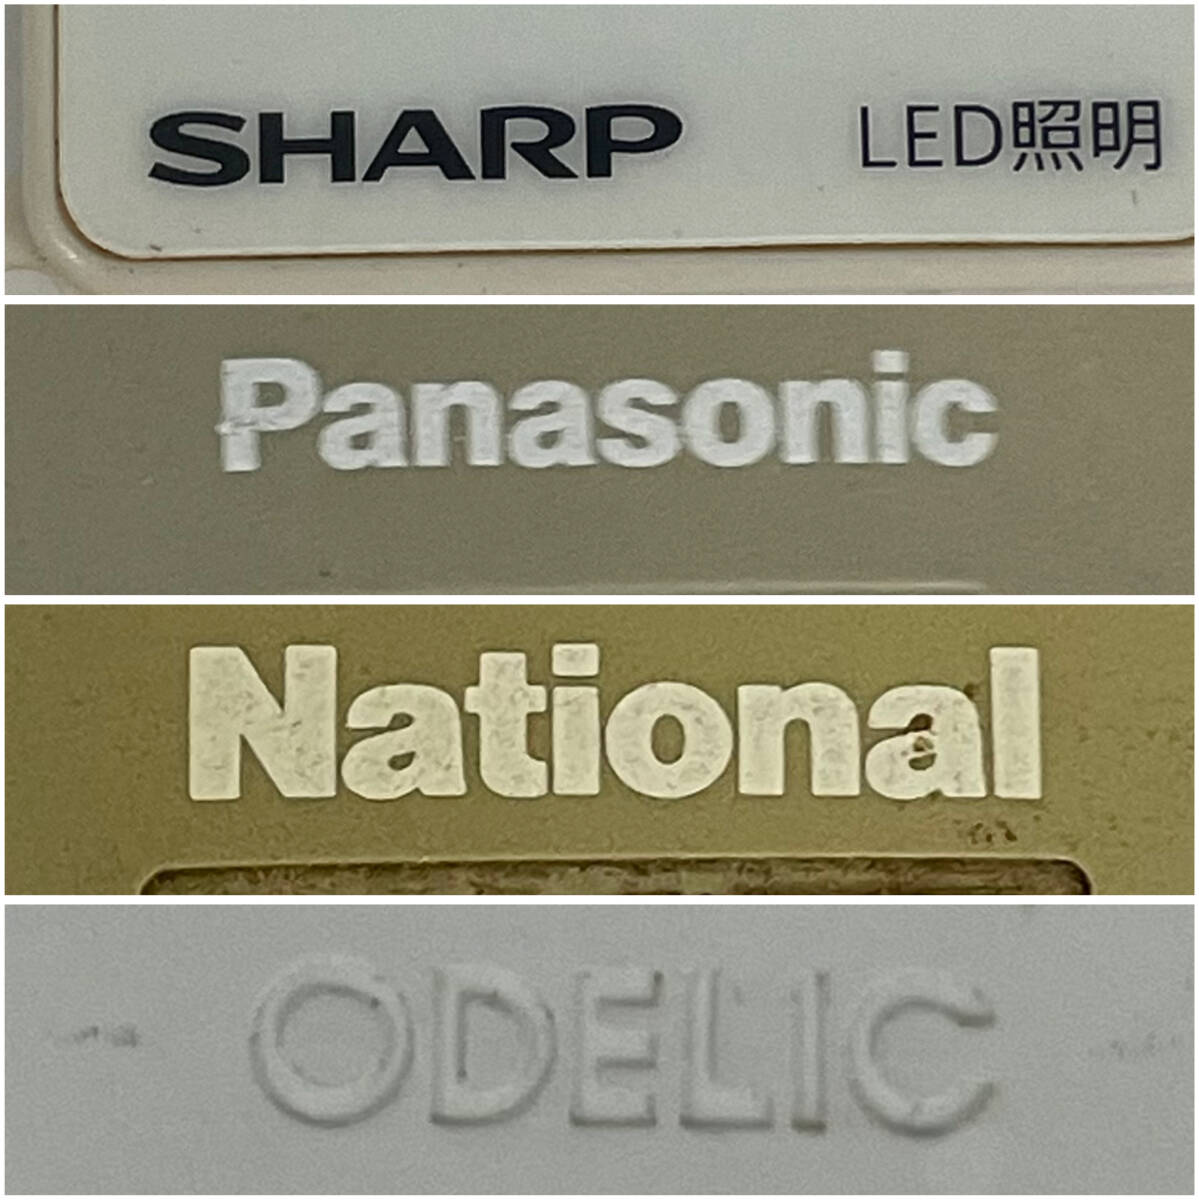 SHARP LED照明
Panasonic
National
ODELIC